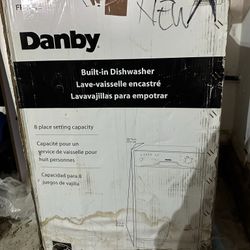 NEW
Danby®
Built-in Dishwasher
Lave-vaisselle encastré
Lavavajillas para empotrar
8 place setting capacity
Capacité pour un
service de vaisselle pour
huit personnes
Capacidad para 8
juegos de vajilla